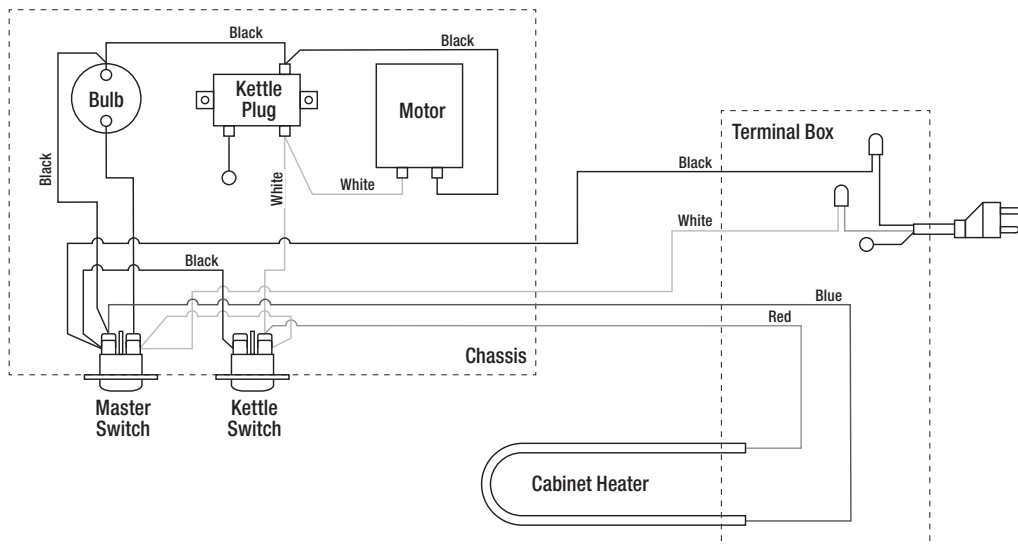 Black
Black
Bulb
Kettle
Plug
Motor
Terminal Box
Black
White
Black
White
White
Black
Blue
Red
Chassis
Master
Switch
Kettle
Switch
Cabinet Heater